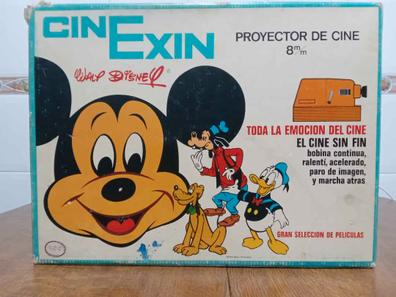 CINEXIN
PROYECTOR DE CINE
8m/m
WALT DISNEY ®
TODA LA EMOCION DEL CINE
EL CINE SIN FIN
bobina continua,
ralentí, acelerado,
paro de imagen,
y marcha atras
GRAN SELECCION DE PELICULAS